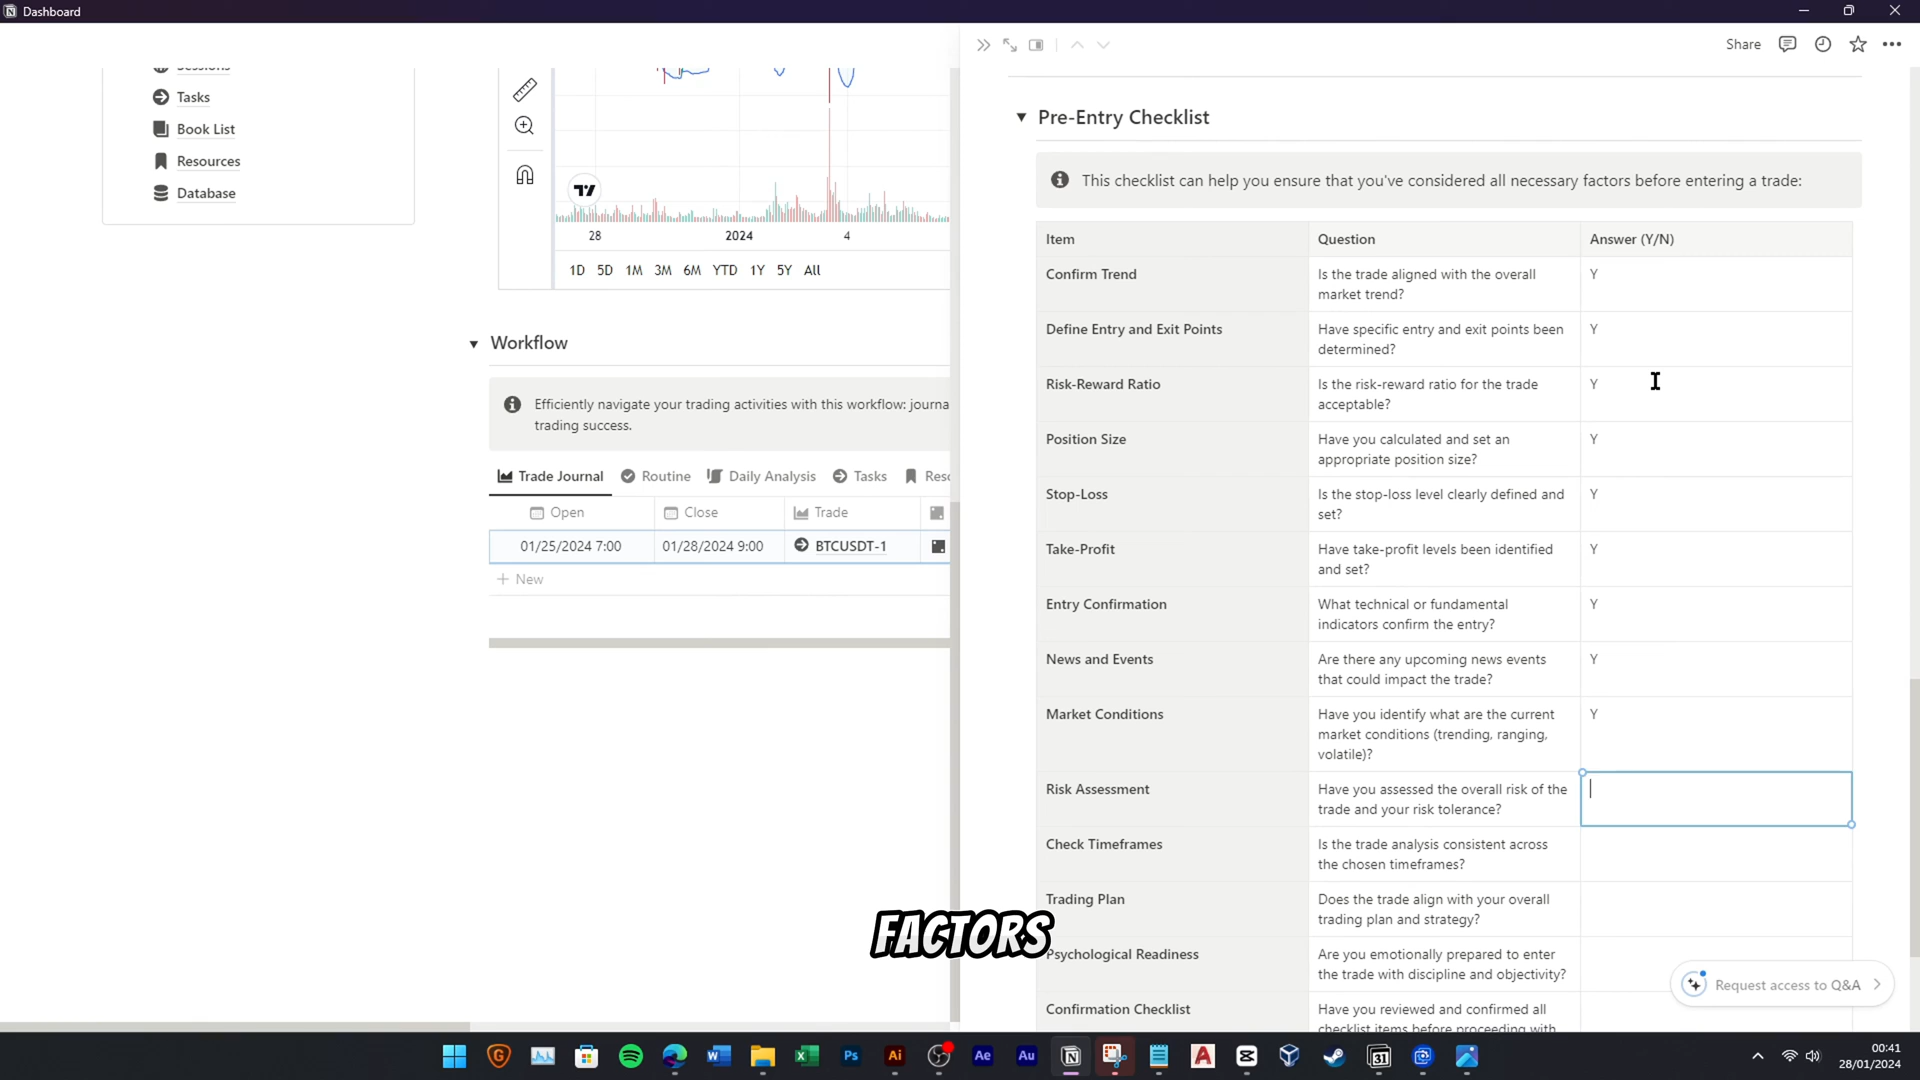 Dashboard
Share
Sessions
Tasks
Book List
Resources
Database
28 2024 4
1D 5D 1M 3M 6M YTD 1Y 5Y All
Workflow
Efficiently navigate your trading activities with this workflow: journa
trading success.
Trade Journal Routine Daily Analysis Tasks Reso
Open Close Trade
01/25/2024 7:00 01/28/2024 9:00 BTCUSDT-1
+ New
Pre-Entry Checklist
This checklist can help you ensure that you've considered all necessary factors before entering a trade:
Item Question Answer (Y/N)
Confirm Trend Is the trade aligned with the overall Y
market trend?
Define Entry and Exit Points Have specific entry and exit points been Y
determined?
Risk-Reward Ratio Is the risk-reward ratio for the trade Y
acceptable?
Position Size Have you calculated and set an Y
appropriate position size?
Stop-Loss Is the stop-loss level clearly defined and Y
set?
Take-Profit Have take-profit levels been identified Y
and set?
Entry Confirmation What technical or fundamental Y
indicators confirm the entry?
News and Events Are there any upcoming news events Y
that could impact the trade?
Market Conditions Have you identify what are the current Y
market conditions (trending, ranging,
volatile)?
Risk Assessment Have you assessed the overall risk of the
trade and your risk tolerance?
Check Timeframes Is the trade analysis consistent across
the chosen timeframes?
Trading Plan Does the trade align with your overall
trading plan and strategy?
Psychological Readiness Are you emotionally prepared to enter
the trade with discipline and objectivity?
Confirmation Checklist Have you reviewed and confirmed all
checklist items before proceeding with
FACTORS
Request access to Q&A
Ps Ai Ae Au 31
00:41
28/01/2024